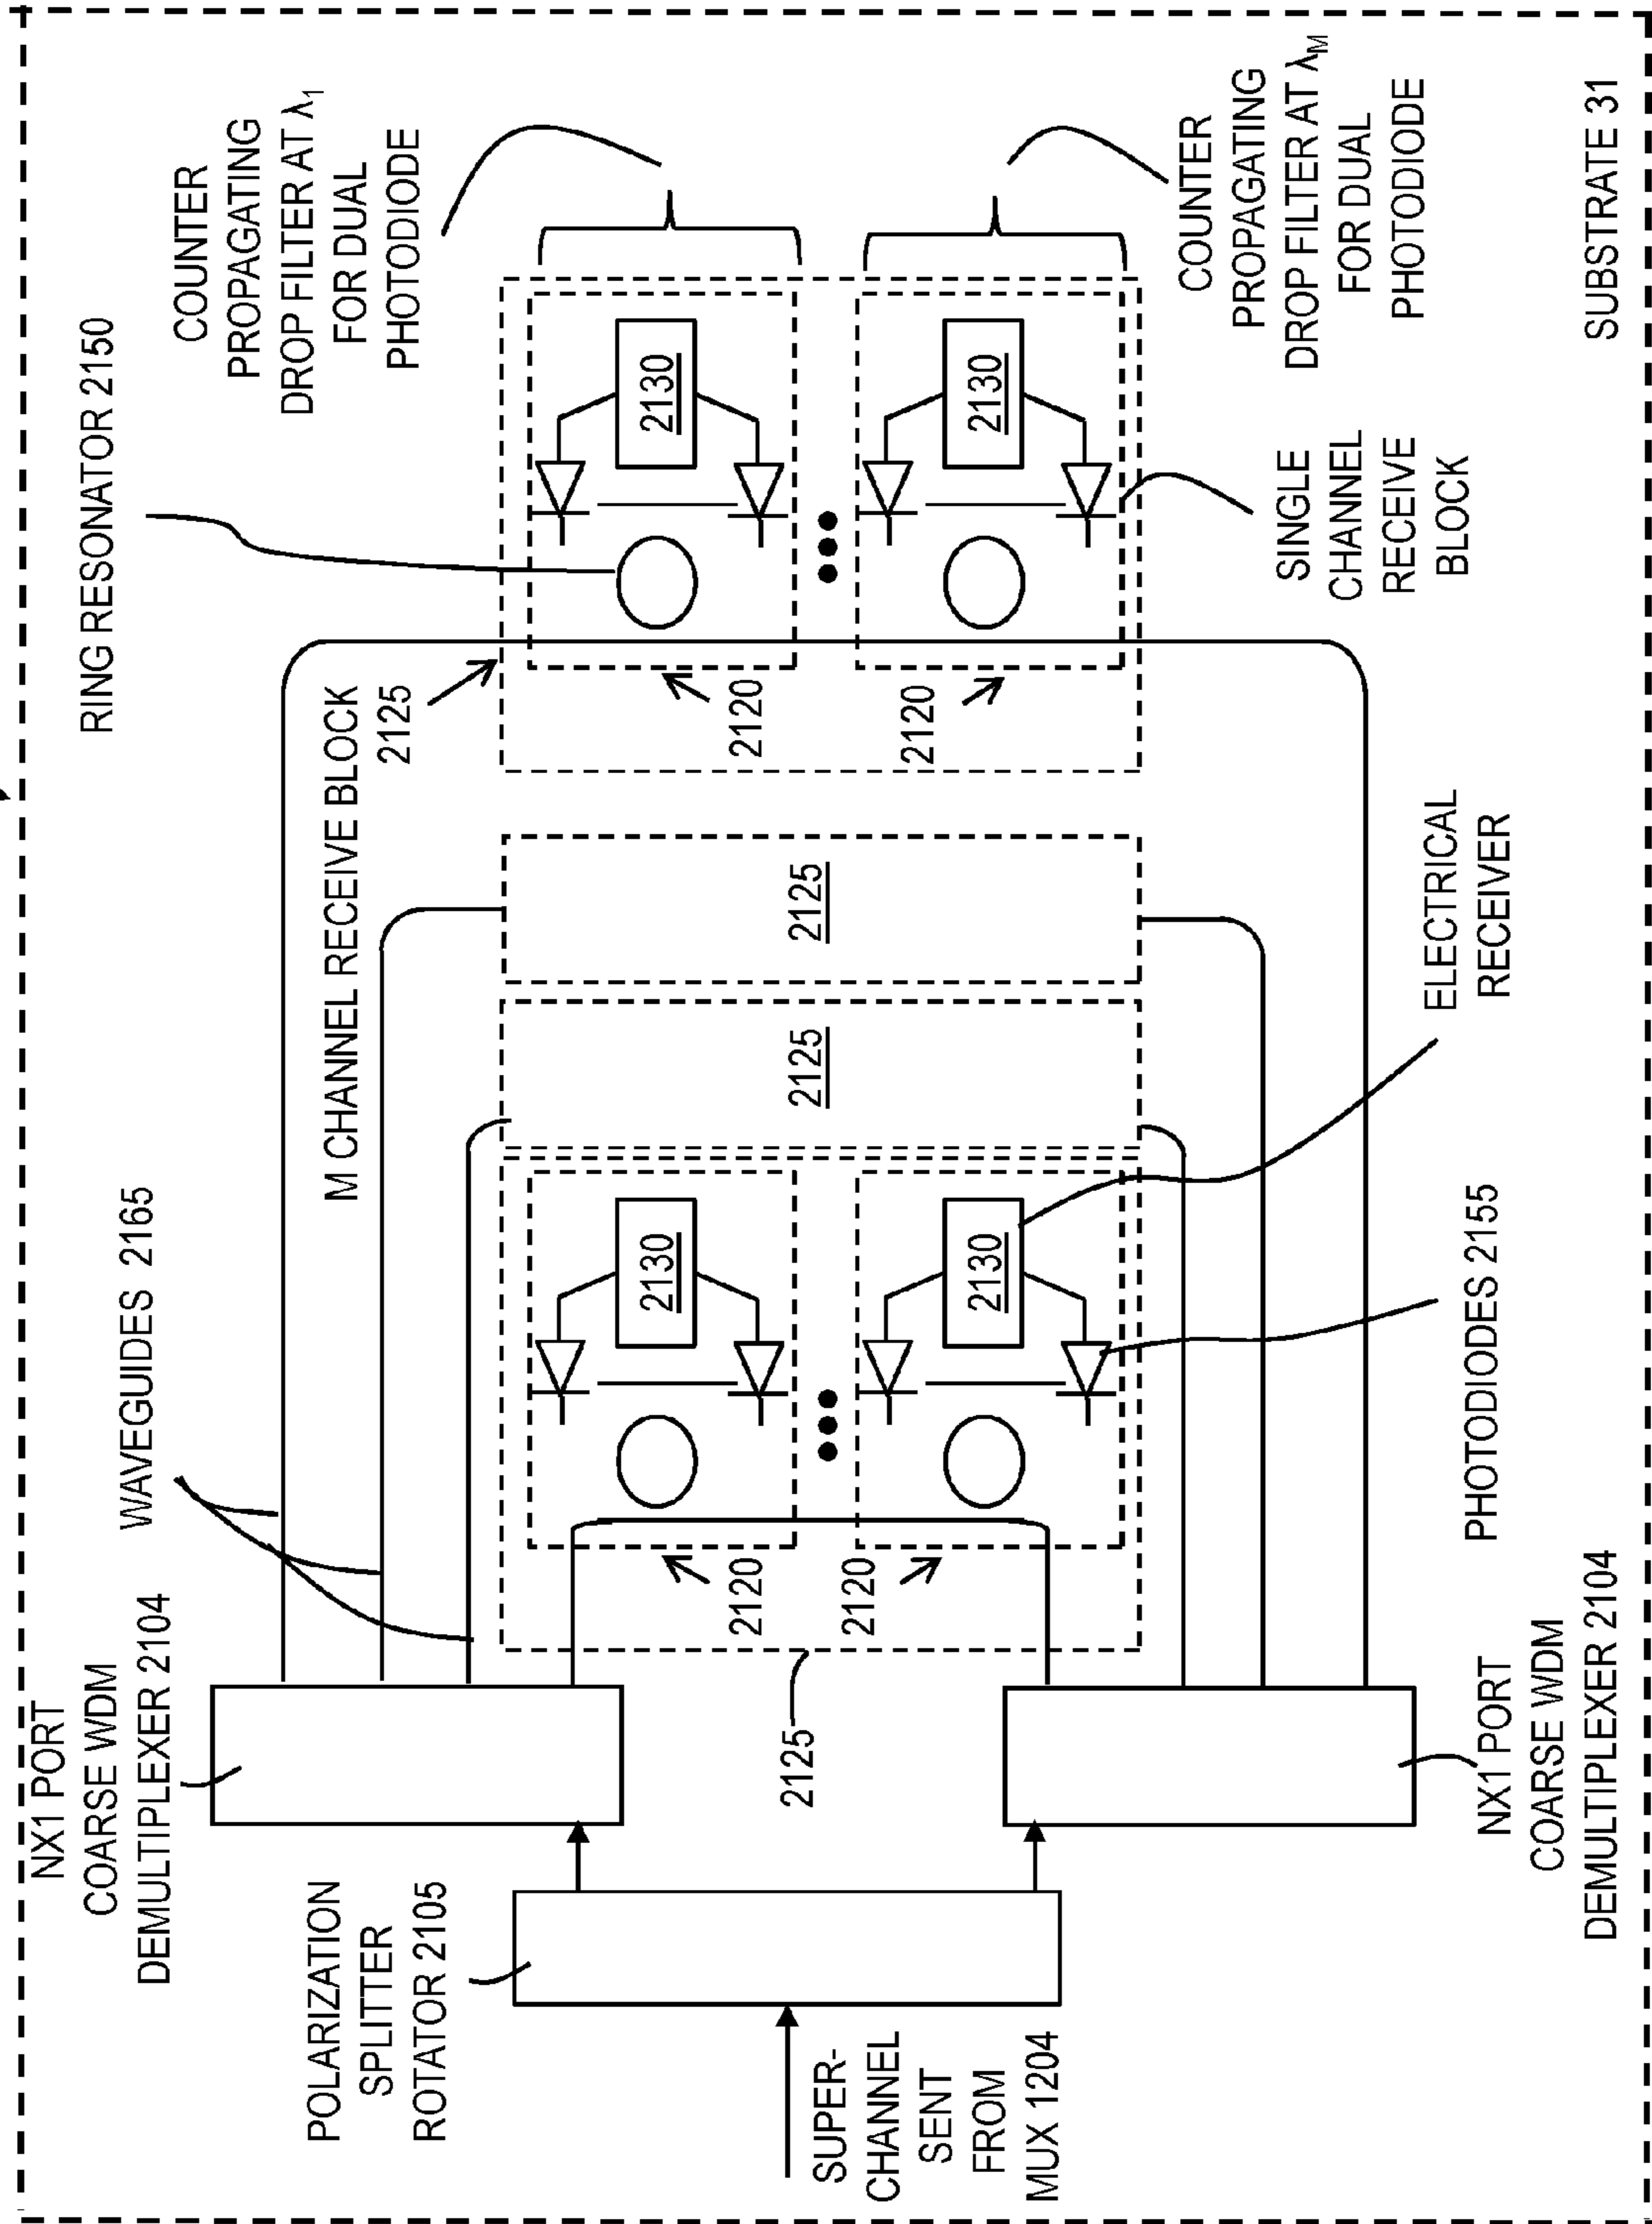 NX1 PORT
COARSE WDM
DEMULTIPLEXER 2104
WAVEGUIDES 2165
RING RESONATOR 2150
COUNTER
PROPAGATING
DROP FILTER AT λ1
FOR DUAL
PHOTODIODE
POLARIZATION
SPLITTER
ROTATOR 2105
M CHANNEL RECEIVE BLOCK
2125
2130
2130
2120
2120
2125
2125
2120
2120
2130
2130
2125
SUPER-
CHANNEL
SENT
FROM
MUX 1204
COUNTER
PROPAGATING
DROP FILTER AT λM
FOR DUAL
PHOTODIODE
SINGLE
CHANNEL
RECEIVE
BLOCK
ELECTRICAL
RECEIVER
PHOTODIODES 2155
NX1 PORT
COARSE WDM
DEMULTIPLEXER 2104
SUBSTRATE 31